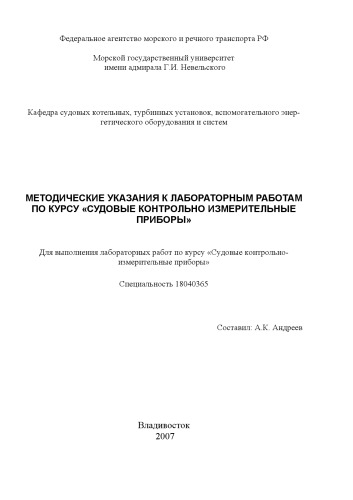 Федеральное агентство морского и речного транспорта РФ
Морской государственный университет
имени адмирала Г.И. Невельского
Кафедра судовых котельных, турбинных установок, вспомогательного энер-
гетического оборудования и систем
МЕТОДИЧЕСКИЕ УКАЗАНИЯ К ЛАБОРАТОРНЫМ РАБОТАМ
ПО КУРСУ «СУДОВЫЕ КОНТРОЛЬНО ИЗМЕРИТЕЛЬНЫЕ
ПРИБОРЫ»
Для выполнения лабораторных работ по курсу «Судовые контрольно-
измерительные приборы»
Специальность 18040365
Составил: А.К. Андреев
Владивосток
2007